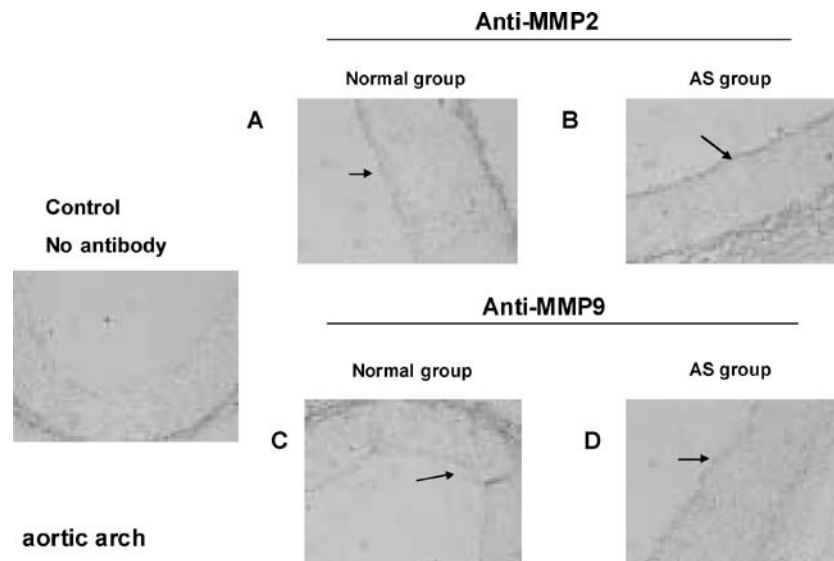 Anti-MMP2
Normal group
AS group
A
B
Control
No antibody
Anti-MMP9
Normal group
AS group
C
D
aortic arch